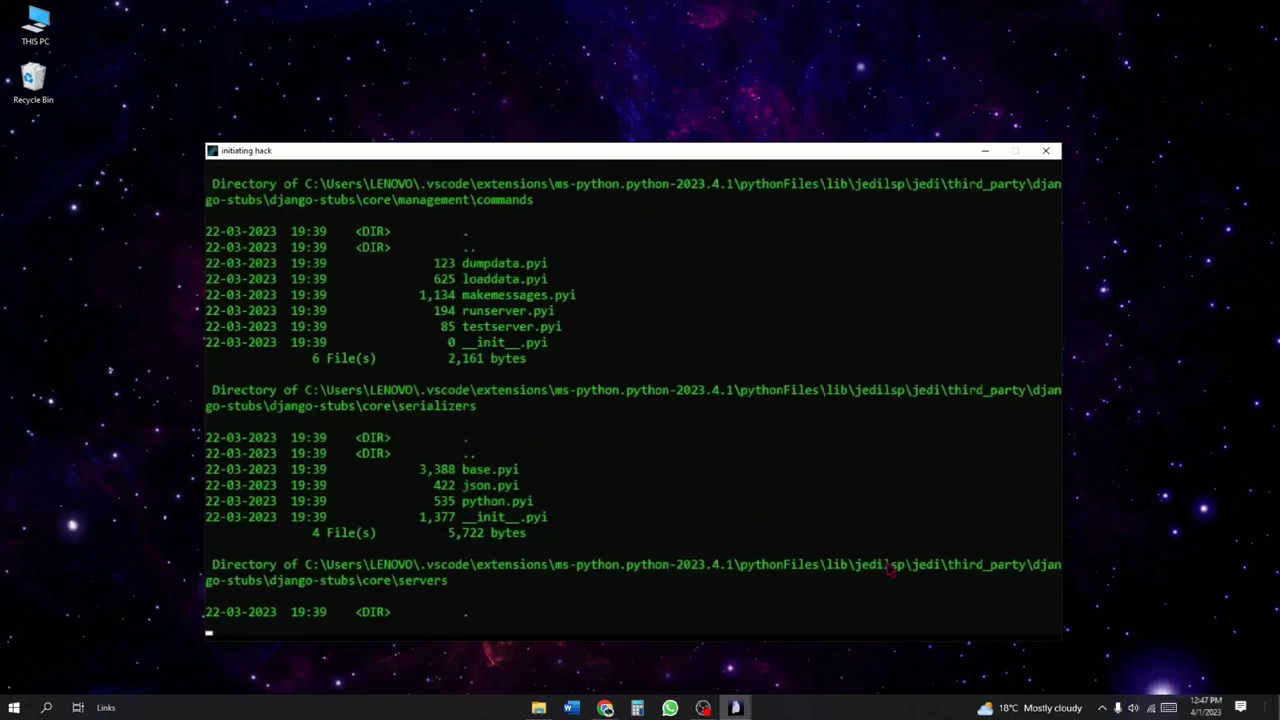 THIS PC
Recycle Bin
initiating hack
Directory of C:\Users\LENOVO\.vscode\extensions\ms-python.python-2023.4.1\pythonFiles\lib\jedilsp\jedi\third_party\djan
go-stubs\django-stubs\core\management\commands
22-03-2023 19:39 <DIR> .
22-03-2023 19:39 <DIR> ..
22-03-2023 19:39 123 dumpdata.pyi
22-03-2023 19:39 625 loaddata.pyi
22-03-2023 19:39 1,134 makemessages.pyi
22-03-2023 19:39 194 runserver.pyi
22-03-2023 19:39 85 testserver.pyi
22-03-2023 19:39 0 __init__.pyi
6 File(s) 2,161 bytes
Directory of C:\Users\LENOVO\.vscode\extensions\ms-python.python-2023.4.1\pythonFiles\lib\jedilsp\jedi\third_party\djan
go-stubs\django-stubs\core\serializers
22-03-2023 19:39 <DIR> .
22-03-2023 19:39 <DIR> ..
22-03-2023 19:39 3,388 base.pyi
22-03-2023 19:39 422 json.pyi
22-03-2023 19:39 535 python.pyi
22-03-2023 19:39 1,377 __init__.pyi
4 File(s) 5,722 bytes
Directory of C:\Users\LENOVO\.vscode\extensions\ms-python.python-2023.4.1\pythonFiles\lib\jedilsp\jedi\third_party\djan
go-stubs\django-stubs\core\servers
22-03-2023 19:39 <DIR> .
Links
18°C Mostly cloudy
12:47 PM
4/1/2023